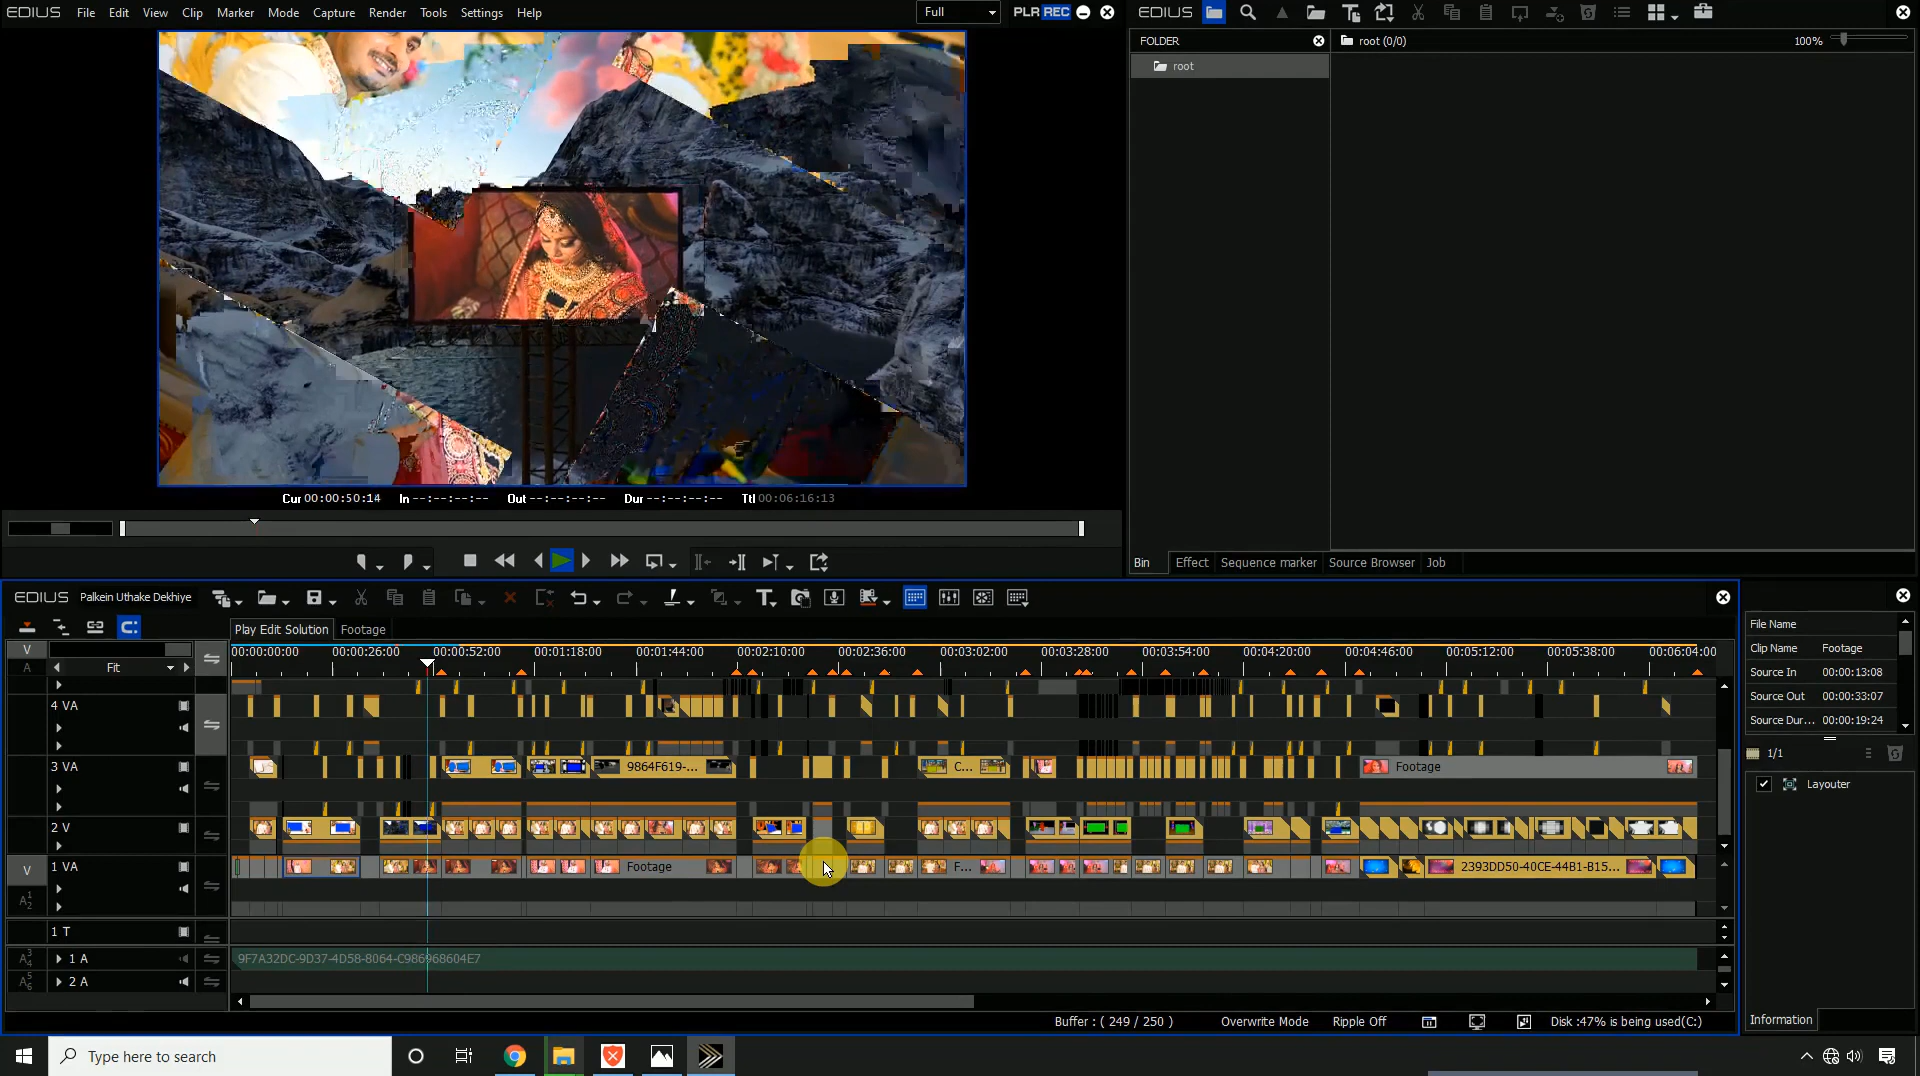 EDIUS File Edit View Clip Marker Mode Capture Render Tools Settings Help Full PLR REC
EDIUS
FOLDER root (0/0) 100%
root
Cur 00:00:50:14 In --:--:--:-- Out --:--:--:-- Dur --:--:--:-- Ttl 00:06:16:13
Bin Effect Sequence marker Source Browser Job
EDIUS Palkein Uthake Dekhiye
Play Edit Solution Footage
V
A Fit
00:00:00:00 00:00:26:00 00:00:52:00 00:01:18:00 00:01:44:00 00:02:10:00 00:02:36:00 00:03:02:00 00:03:28:00 00:03:54:00 00:04:20:00 00:04:46:00 00:05:12:00 00:05:38:00 00:06:04:00
4 VA
3 VA 9864F619-... C... Footage
2 V
V 1 VA Footage F... 2393DD50-40CE-44B1-B15...
A 1 2
1 T
A 3 4 1 A 9F7A32DC-9D37-4D58-8064-C986968604E7
A 5 6 2 A
Buffer : ( 249 / 250 ) Overwrite Mode Ripple Off Disk :47% is being used(C:)
File Name
Clip Name Footage
Source In 00:00:13:08
Source Out 00:00:33:07
Source Dur... 00:00:19:24
1/1
Layouter
Information
Type here to search